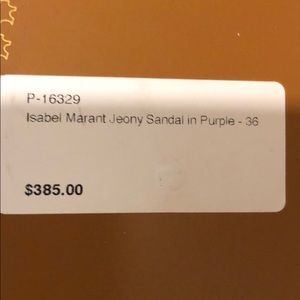 P-16329
Isabel Marant Jeony Sandal in Purple - 36
$385.00